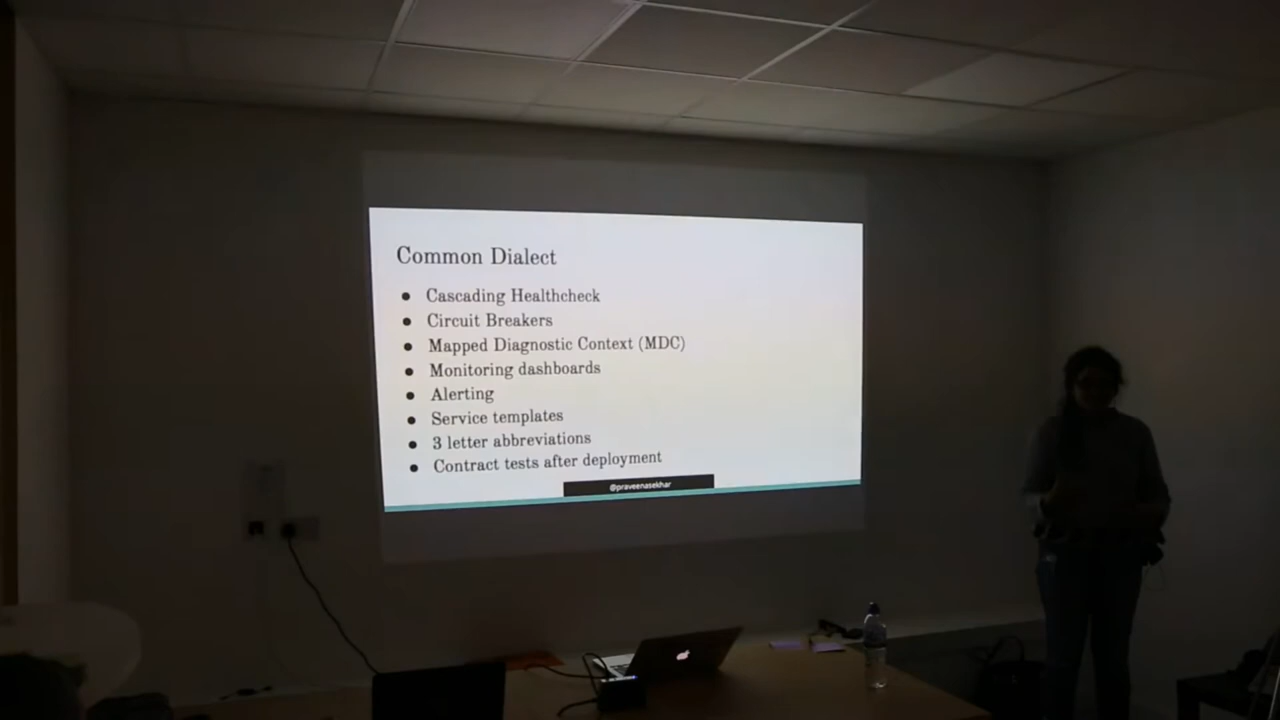 Common Dialect
● Cascading Healthcheck
● Circuit Breakers
● Mapped Diagnostic Context (MDC)
● Monitoring dashboards
● Alerting
● Service templates
● 3 letter abbreviations
● Contract tests after deployment
@praveenasekhar